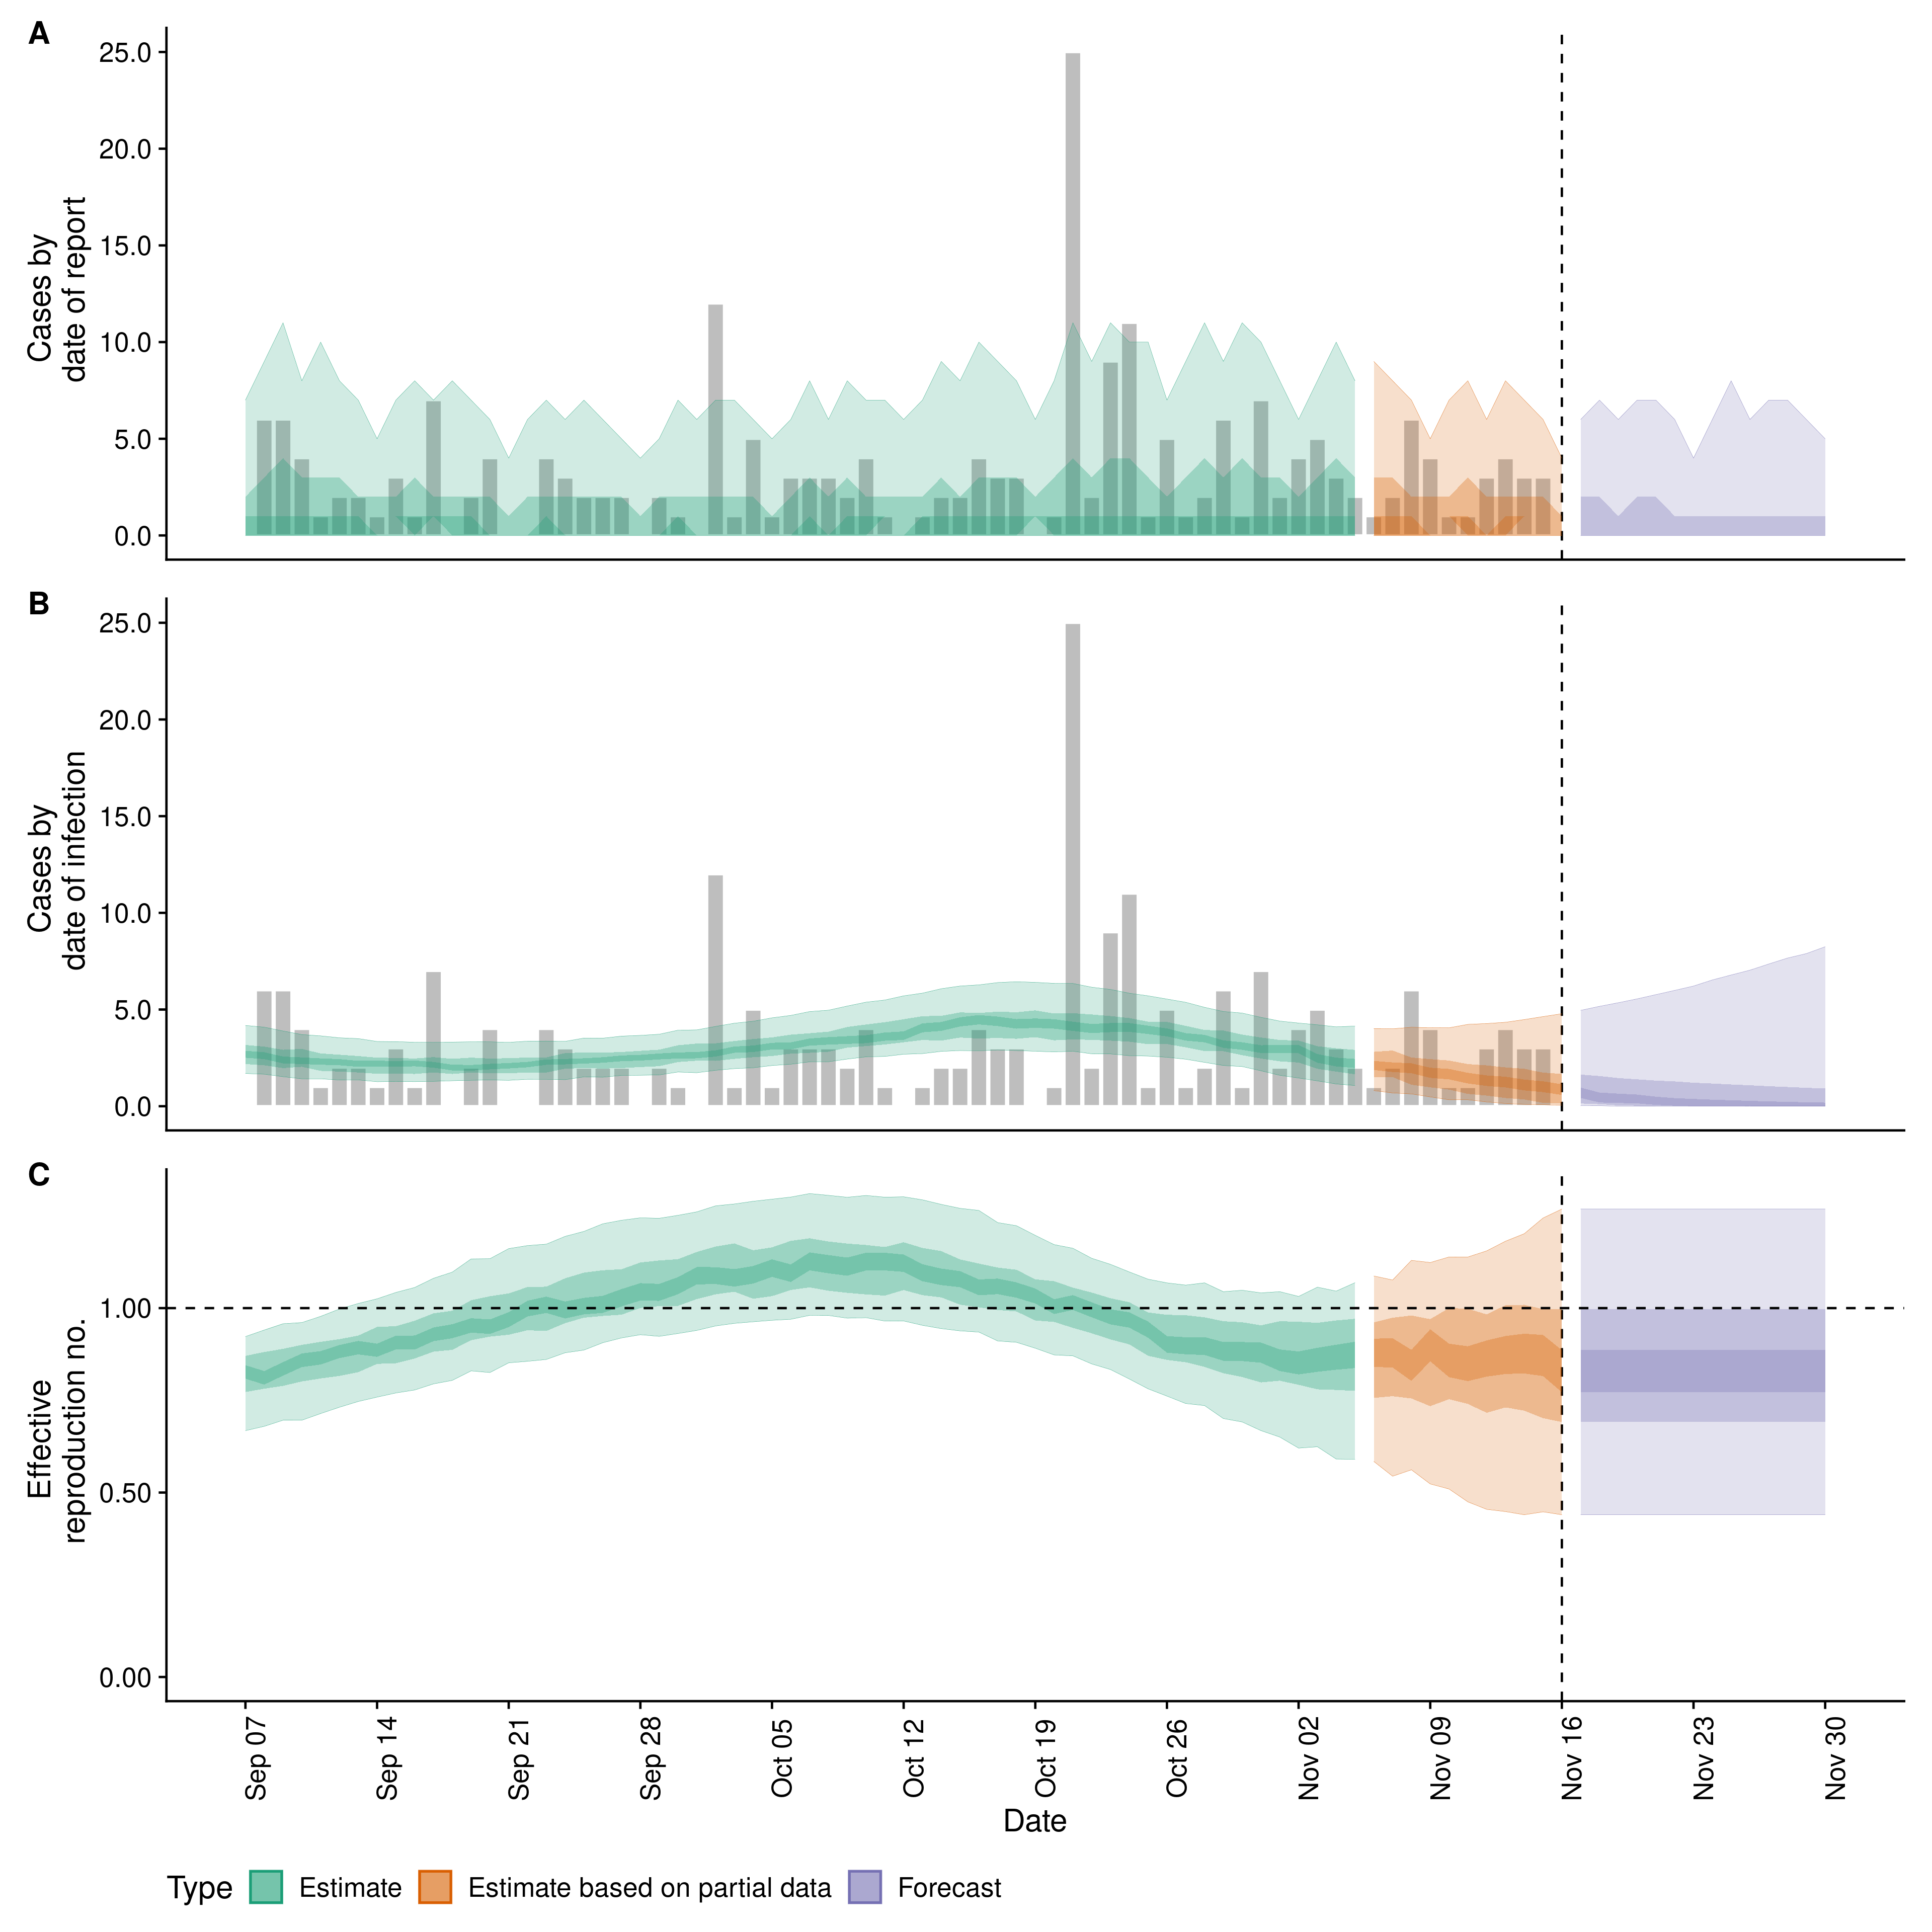 A
25.0
20.0
15.0
10.0
5.0
0.0
Cases by
date of report
B
25.0
20.0
15.0
10.0
5.0
0.0
Cases by
date of infection
C
1.00
0.50
0.00
Effective
reproduction no.
Sep 07
Sep 14
Sep 21
Sep 28
Oct 05
Oct 12
Oct 19
Oct 26
Nov 02
Nov 09
Nov 16
Nov 23
Nov 30
Date
Type Estimate Estimate based on partial data Forecast